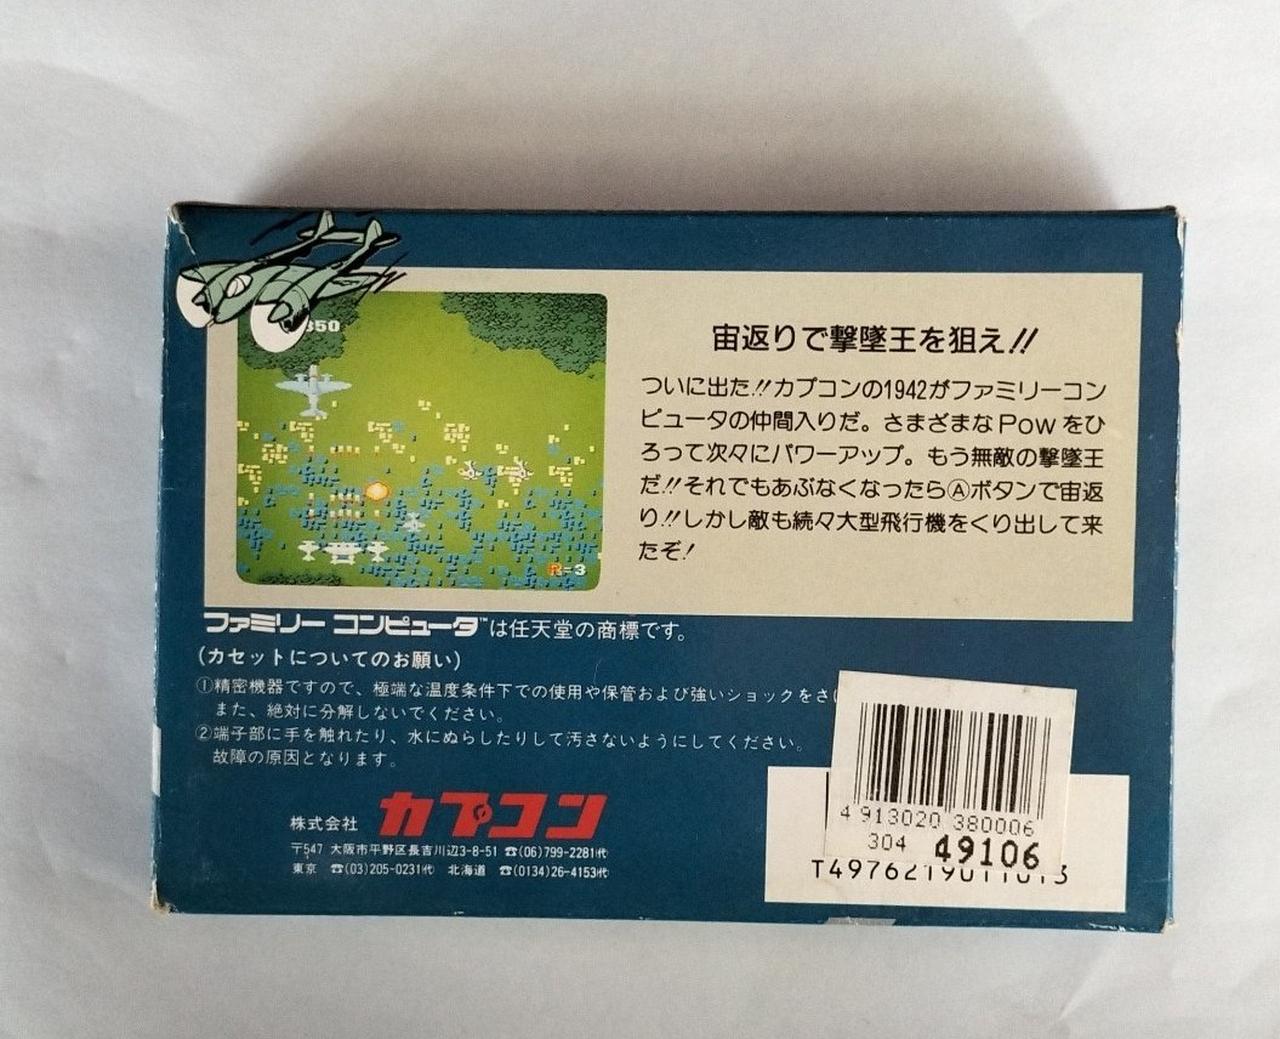 350
R=3
宙返りで撃墜王を狙え!!
ついに出た!!カプコンの1942がファミリーコン
ピュータの仲間入りだ。さまざまなPowをひ
ろって次々にパワーアップ。もう無敵の撃墜王
だ!!それでもあぶなくなったらⒶボタンで宙返
り!!しかし敵も続々大型飛行機をくり出して来
たぞ!
ファミリー コンピュータ™は任天堂の商標です。
(カセットについてのお願い)
①精密機器ですので、極端な温度条件下での使用や保管および強いショックをさ
また、絶対に分解しないでください。
②端子部に手を触れたり、水にぬらしたりして汚さないようにしてください。
故障の原因となります。
株式会社 カプコン
〒547 大阪市平野区長吉川辺3-8-51 ☎(06)799-2281㈹
東京 ☎(03)205-0231㈹ 北海道 ☎(0134)26-4153㈹
4 913020 380006
304 49106